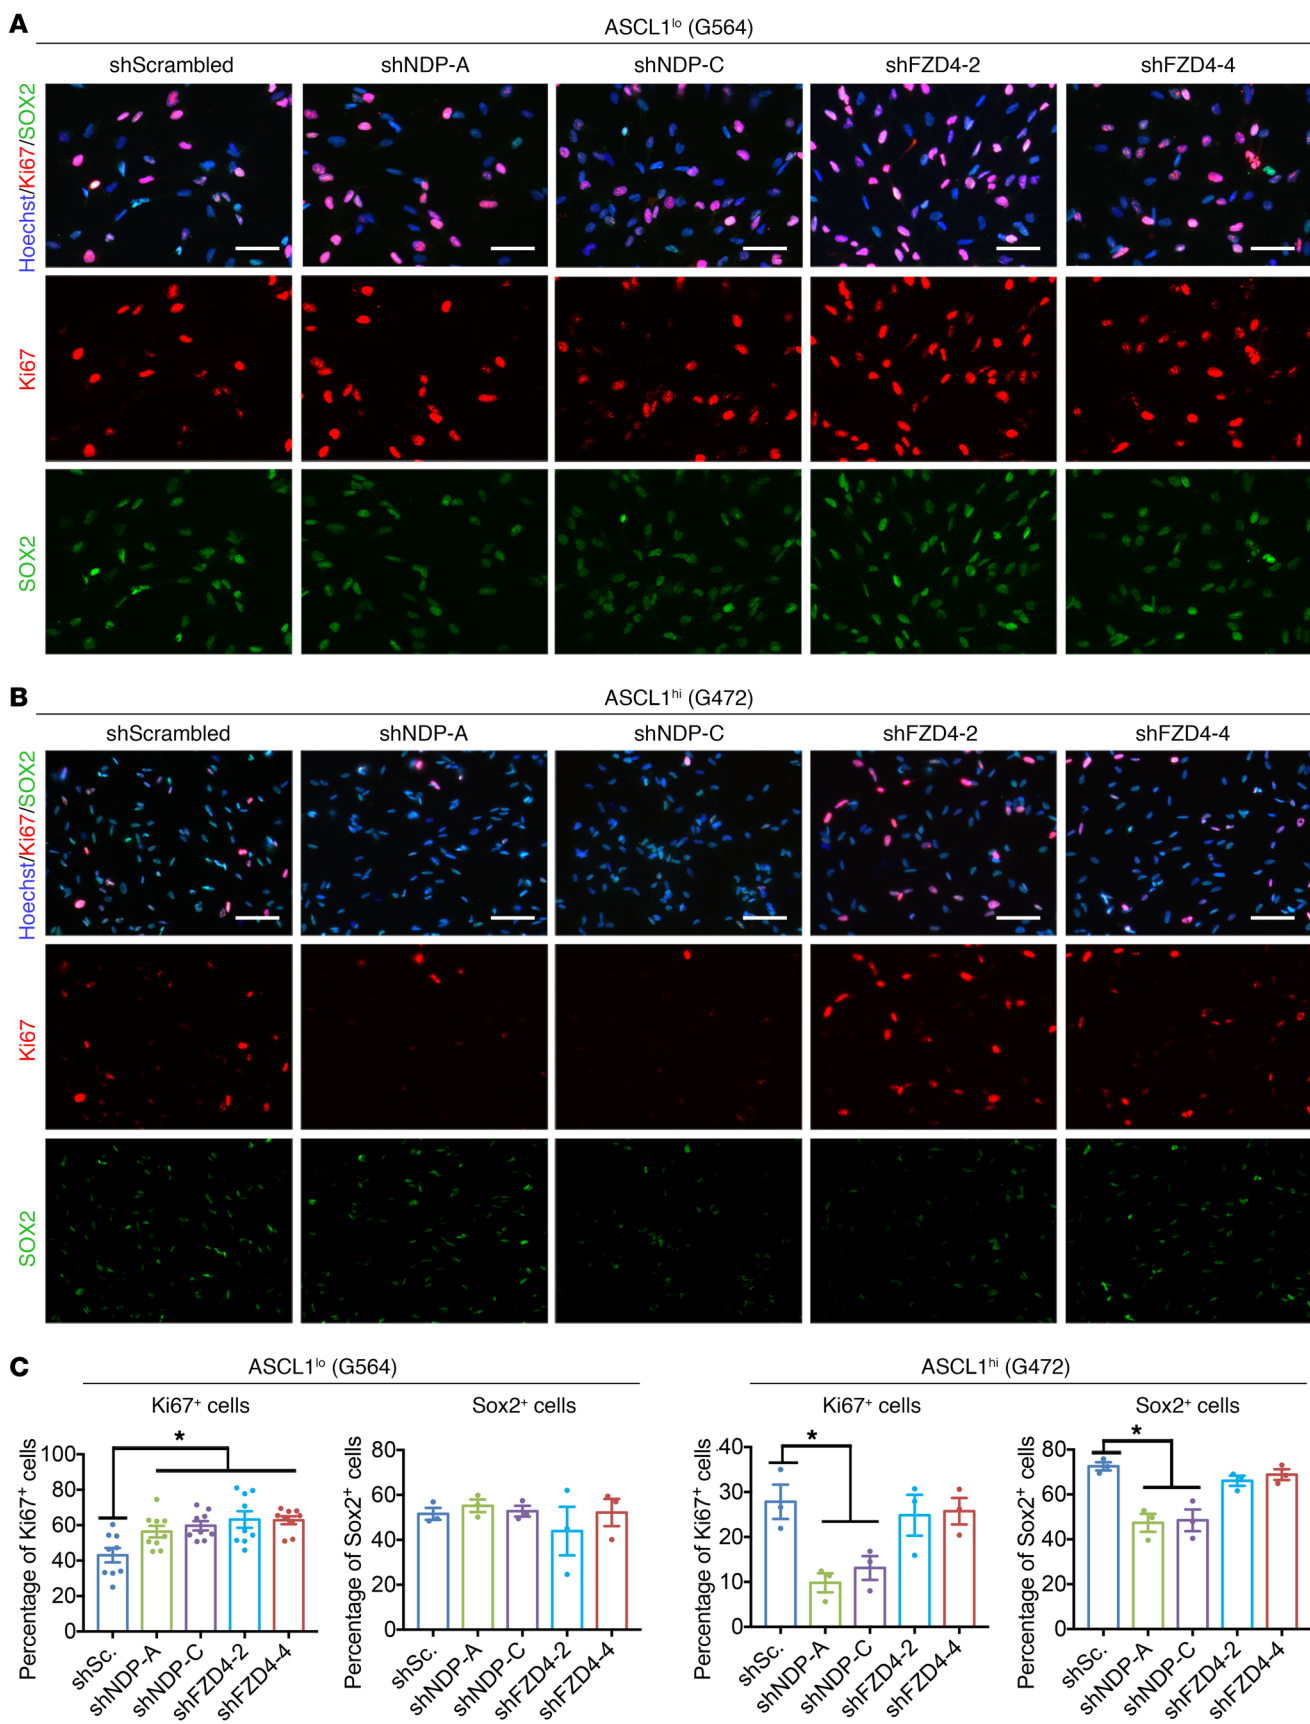 A
ASCL1lo (G564)
shScrambled shNDP-A shNDP-C shFZD4-2 shFZD4-4
Hoechst/Ki67/SOX2
Ki67
SOX2
B
ASCL1hi (G472)
shScrambled shNDP-A shNDP-C shFZD4-2 shFZD4-4
Hoechst/Ki67/SOX2
Ki67
SOX2
C
ASCL1lo (G564)
Ki67+ cells
Percentage of Ki67+ cells
100
80
60
40
20
0
*
shSc.
shNDP-A
shNDP-C
shFZD4-2
shFZD4-4
Sox2+ cells
Percentage of Sox2+ cells
80
60
40
20
0
shSc.
shNDP-A
shNDP-C
shFZD4-2
shFZD4-4
ASCL1hi (G472)
Ki67+ cells
Percentage of Ki67+ cells
40
30
20
10
0
*
shSc.
shNDP-A
shNDP-C
shFZD4-2
shFZD4-4
Sox2+ cells
Percentage of Sox2+ cells
80
60
40
20
0
*
shSc.
shNDP-A
shNDP-C
shFZD4-2
shFZD4-4